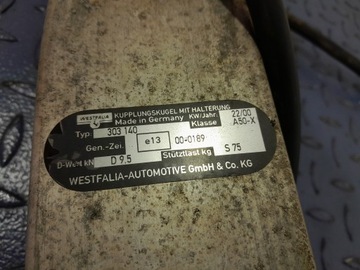 WESTFALIA KUPPLUNGSKUGEL MIT HALTERUNG
Made in Germany KW/Jahr. 22/00
Typ 303 140 Klasse A50-X
Gen.-Zei. e13 00-0189
D-Wert kN D 9.5 Stützlast kg S 75
WESTFALIA-AUTOMOTIVE GmbH & Co. KG